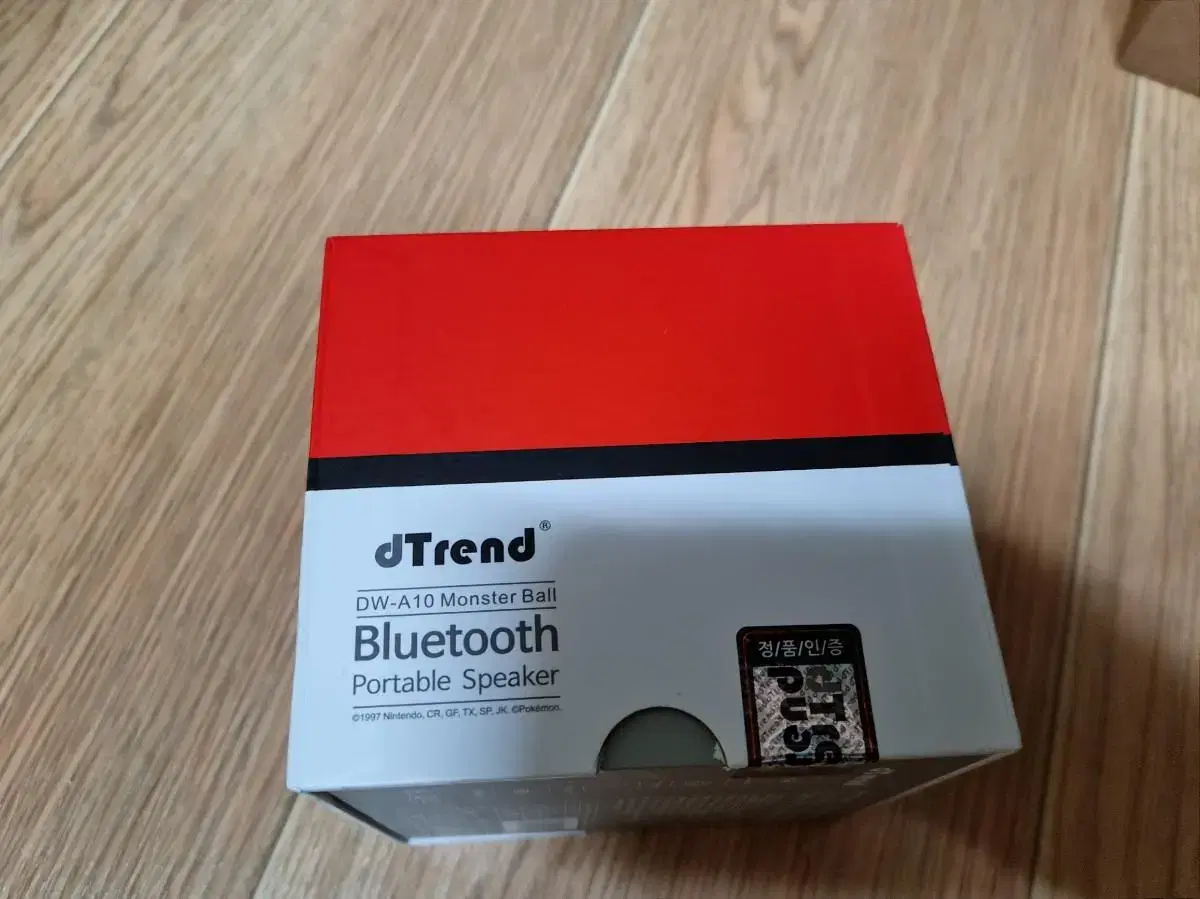 dTrend®
DW-A10 Monster Ball
Bluetooth
Portable Speaker
©1997 Nintendo, CR, GF, TX, SP, JK. ©Pokémon.
정/품/인/증